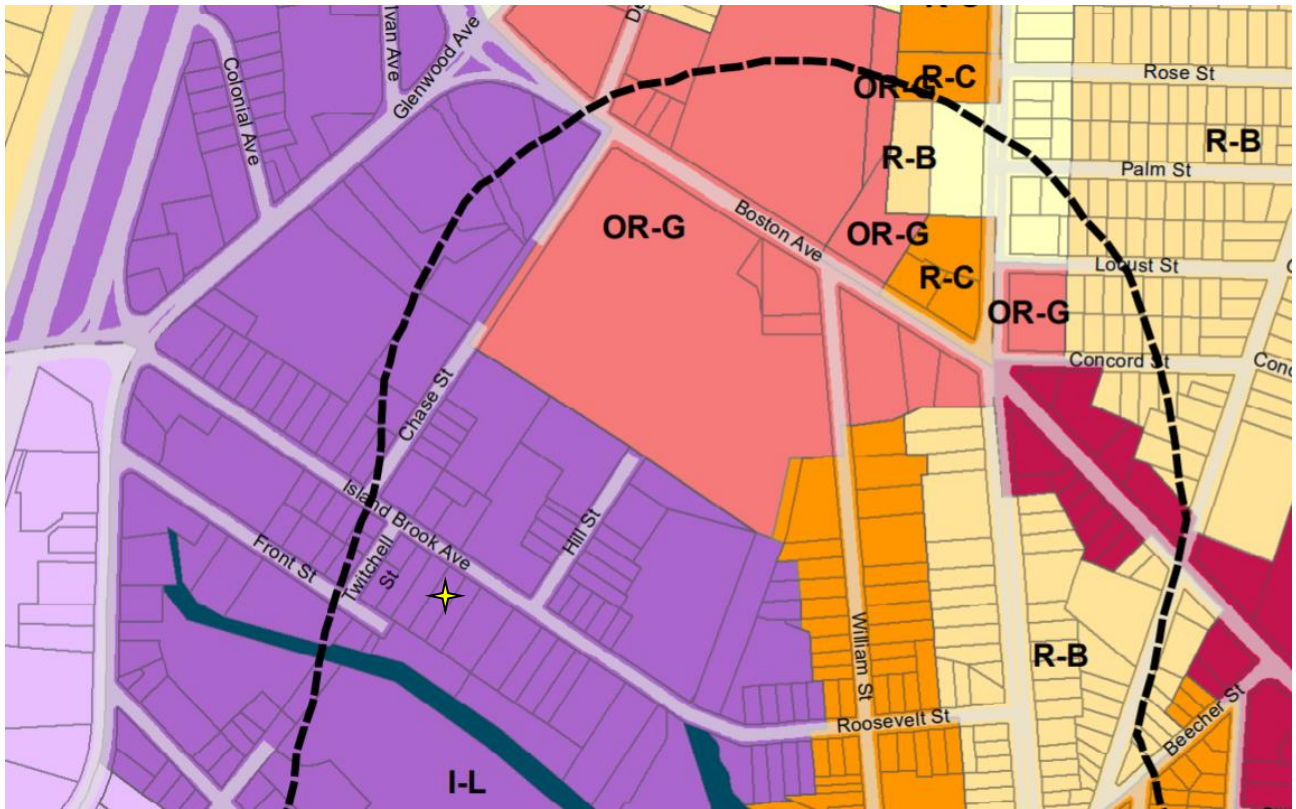 R-C
OR-G
Rose St
Glenwood Ave
Colonial Ave
R-B
R-B
Palm St
OR-G
Boston Ave
OR-G
R-C
Locust St
OR-G
Concord St
Chase St
Island Brook Ave
Hill St
Front St
Twitchell
St
William St
R-B
Roosevelt St
Beecher St
I-L